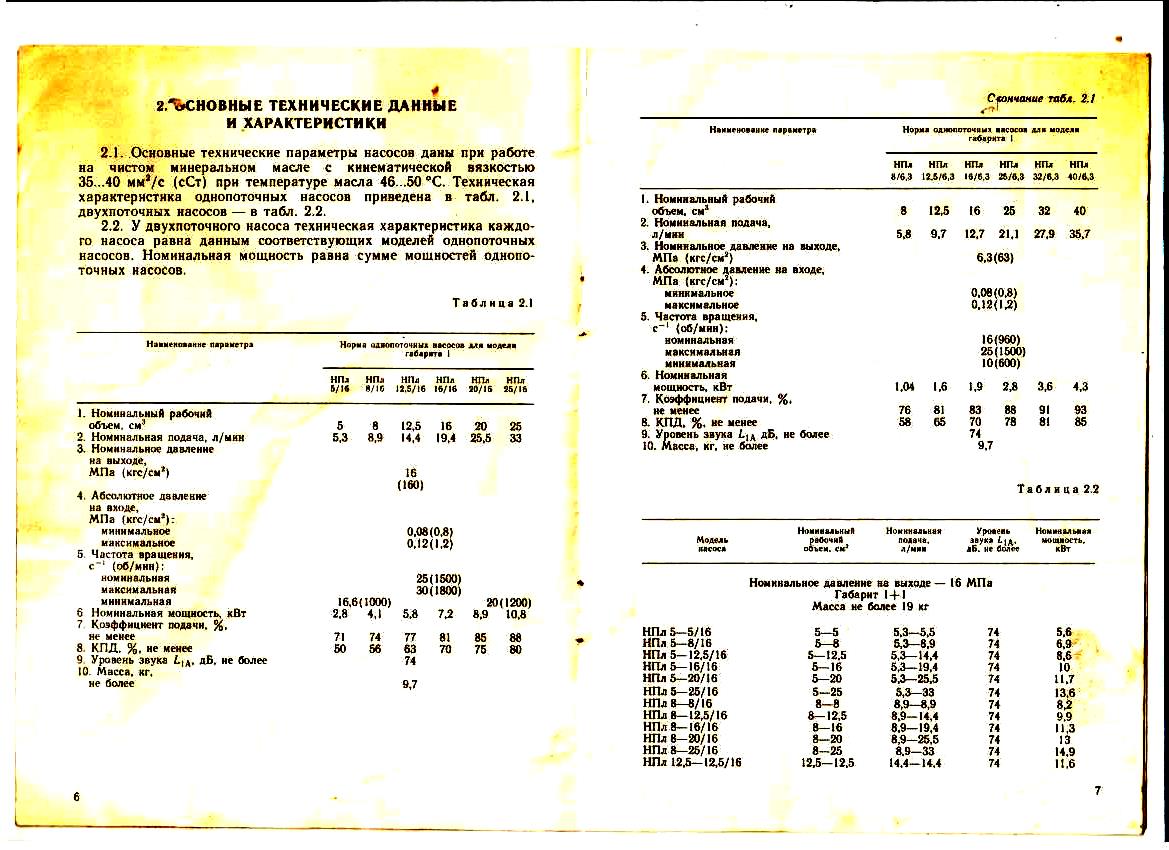 2. ОСНОВНЫЕ ТЕХНИЧЕСКИЕ ДАННЫЕ
И ХАРАКТЕРИСТИКИ
2.1. Основные технические параметры насосов даны при работе
на чистом минеральном масле с кинематической вязкостью
35...40 мм²/с (сСт) при температуре масла 46...50 °С. Техническая
характеристика однопоточных насосов приведена в табл. 2.1,
двухпоточных насосов — в табл. 2.2.
2.2. У двухпоточного насоса техническая характеристика каждо-
го насоса равна данным соответствующих моделей однопоточных
насосов. Номинальная мощность равна сумме мощностей однопо-
точных насосов.
Таблица 2.1
Наименование параметра Норма однопоточных насосов для модели
габарита 1
НПл НПл НПл НПл НПл НПл
5/16 8/16 12,5/16 16/16 20/16 25/16
1. Номинальный рабочий
объем, см³ 5 8 12,5 16 20 25
2. Номинальная подача, л/мин 5,3 8,9 14,4 19,4 25,5 33
3. Номинальное давление
на выходе,
МПа (кгс/см²) 16
(160)
4. Абсолютное давление
на входе,
МПа (кгс/см²):
минимальное 0,08(0,8)
максимальное 0,12(1,2)
5. Частота вращения,
с⁻¹ (об/мин):
номинальная 25(1500)
максимальная 30(1800)
минимальная 16,6(1000) 20(1200)
6. Номинальная мощность, кВт 2,8 4,1 5,8 7,2 8,9 10,8
7. Коэффициент подачи, %,
не менее 71 74 77 81 85 88
8. КПД, %, не менее 50 56 63 70 75 80
9. Уровень звука L₁A, дБ, не более 74
10. Масса, кг,
не более 9,7
6
Окончание табл. 2.1
Наименование параметра Норма однопоточных насосов для модели
габарита 1
НПл НПл НПл НПл НПл НПл
8/6,3 12,5/6,3 16/6,3 25/6,3 32/6,3 40/6,3
1. Номинальный рабочий
объем, см³ 8 12,5 16 25 32 40
2. Номинальная подача,
л/мин 5,8 9,7 12,7 21,1 27,9 35,7
3. Номинальное давление на выходе,
МПа (кгс/см²) 6,3(63)
4. Абсолютное давление на входе,
МПа (кгс/см²):
минимальное 0,08(0,8)
максимальное 0,12(1,2)
5. Частота вращения,
с⁻¹ (об/мин):
номинальная 16(960)
максимальная 25(1500)
минимальная 10(600)
6. Номинальная
мощность, кВт 1,04 1,6 1,9 2,8 3,6 4,3
7. Коэффициент подачи, %,
не менее 76 81 83 88 91 93
8. КПД, %, не менее 58 65 70 78 81 85
9. Уровень звука L₁A дБ, не более 74
10. Масса, кг, не более 9,7
Таблица 2.2
Модель
насоса Номинальный
рабочий
объем, см³ Номинальная
подача,
л/мин Уровень
звука L₁A,
дБ, не более Номинальная
мощность,
кВт
Номинальное давление на выходе — 16 МПа
Габарит 1+1
Масса не более 19 кг
НПл 5—5/16 5—5 5,3—5,5 74 5,6
НПл 5—8/16 5—8 5,3—8,9 74 6,9
НПл 5—12,5/16 5—12,5 5,3—14,4 74 8,6
НПл 5—16/16 5—16 5,3—19,4 74 10
НПл 5—20/16 5—20 5,3—25,5 74 11,7
НПл 5—25/16 5—25 5,3—33 74 13,6
НПл 8—8/16 8—8 8,9—8,9 74 8,2
НПл 8—12,5/16 8—12,5 8,9—14,4 74 9,9
НПл 8—16/16 8—16 8,9—19,4 74 11,3
НПл 8—20/16 8—20 8,9—25,5 74 13
НПл 8—25/16 8—25 8,9—33 74 14,9
НПл 12,5—12,5/16 12,5—12,5 14,4—14,4 74 11,6
7